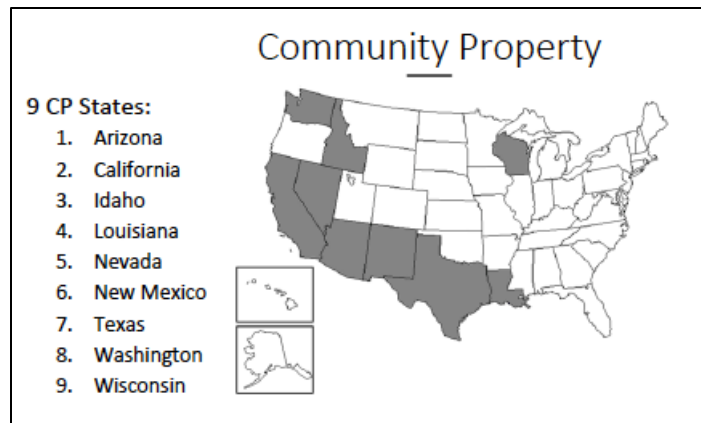 Community Property
9 CP States:
1. Arizona
2. California
3. Idaho
4. Louisiana
5. Nevada
6. New Mexico
7. Texas
8. Washington
9. Wisconsin